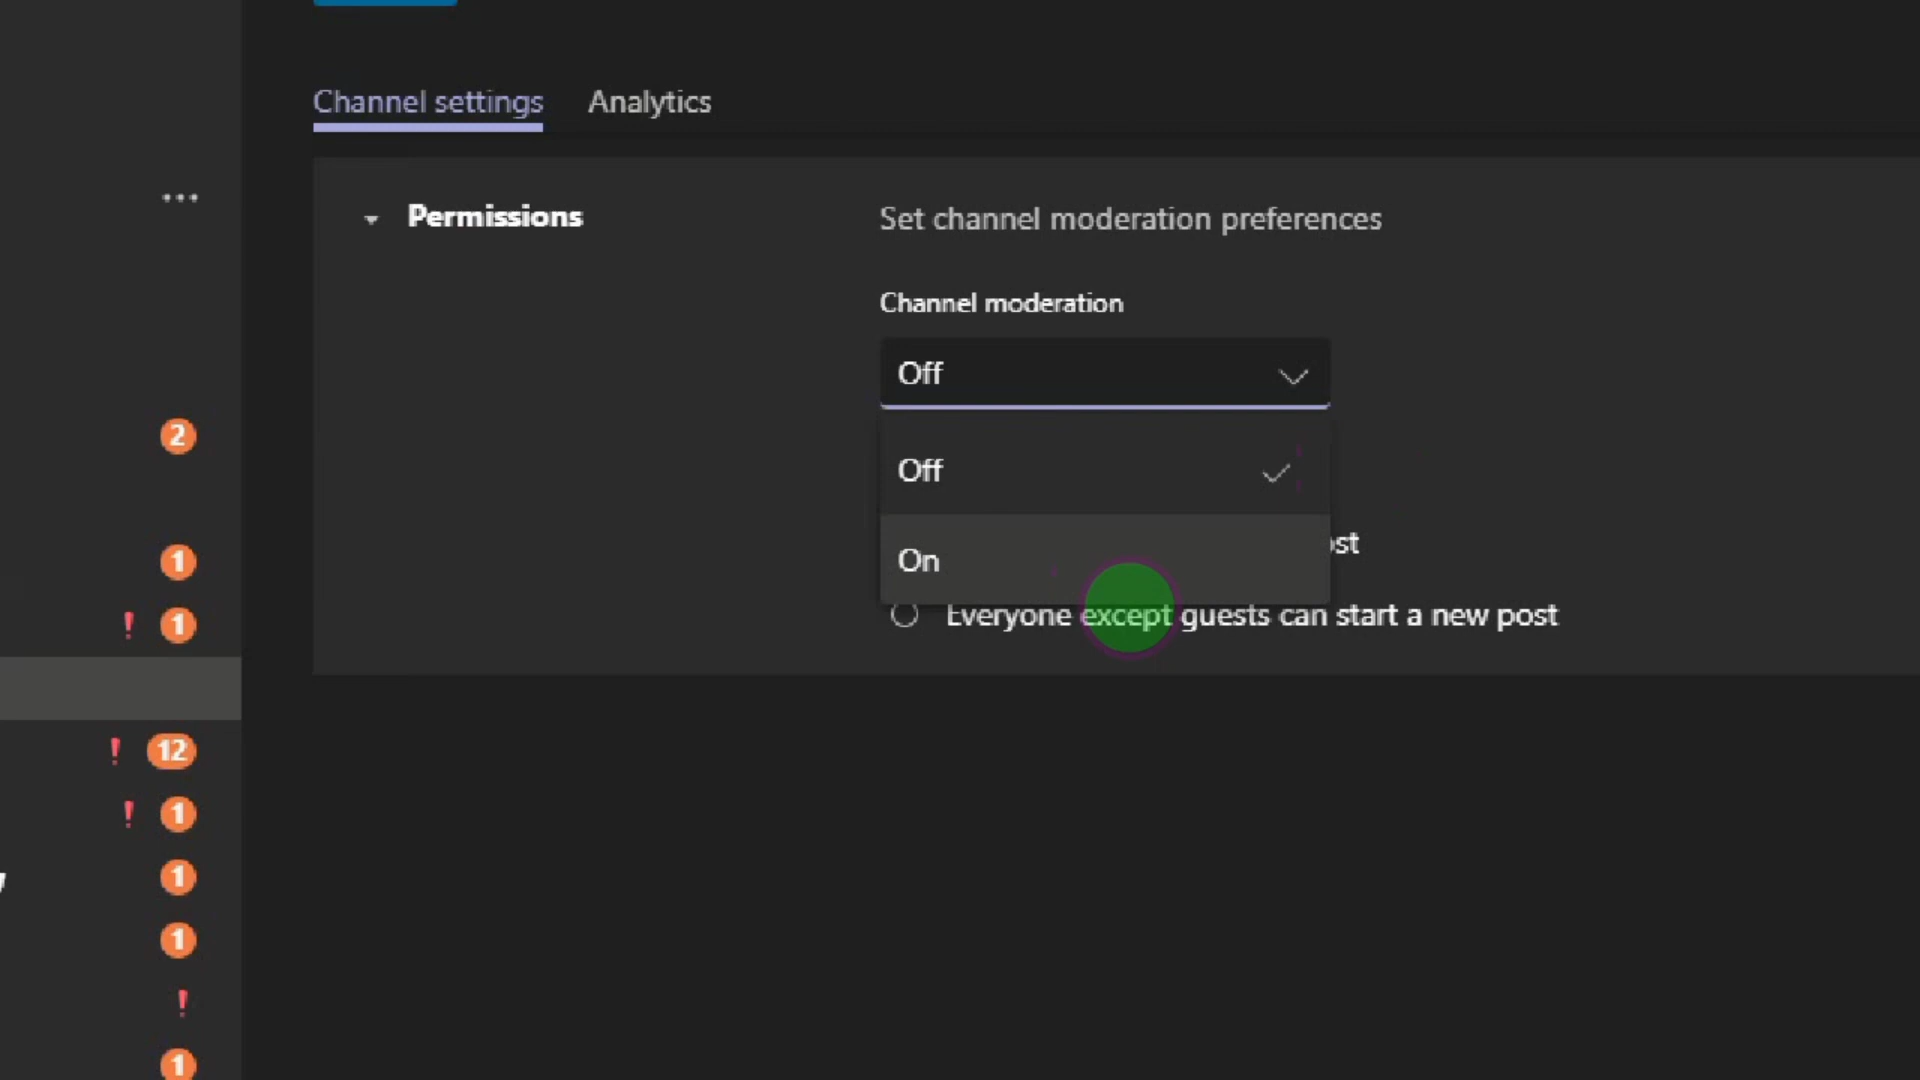 Channel settings
Analytics
Permissions
Set channel moderation preferences
Channel moderation
Off
Off
On
Everyone except guests can start a new post
2
1
! 1
! 12
! 1
1
1
!
1